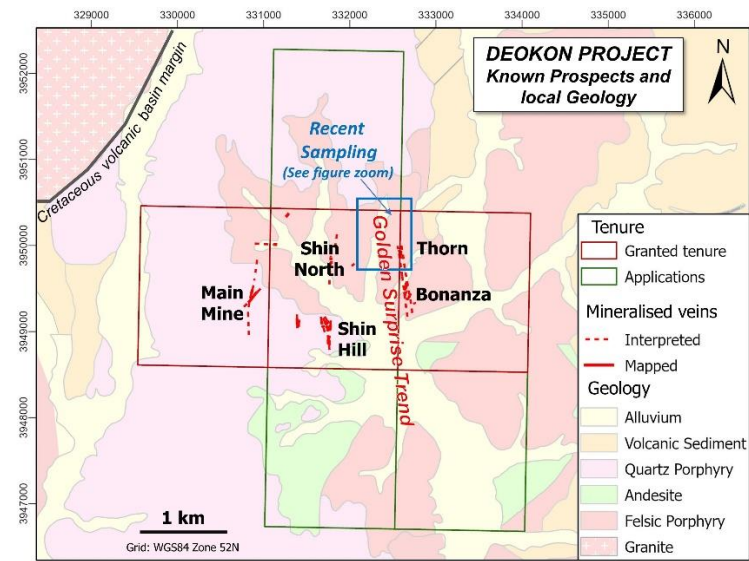 329000 330000 331000 332000 333000 334000 335000 336000
3952000
3951000
3950000
3949000
3948000
3947000
DEOKON PROJECT
Known Prospects and
local Geology
N
Cretaceous volcanic basin margin
Recent
Sampling
(See figure zoom)
Shin
North
Thorn
Golden Surprise Trend
Main
Mine
Bonanza
Shin
Hill
1 km
Grid: WGS84 Zone 52N
Tenure
Granted tenure
Applications
Mineralised veins
Interpreted
Mapped
Geology
Alluvium
Volcanic Sediment
Quartz Porphyry
Andesite
Felsic Porphyry
Granite